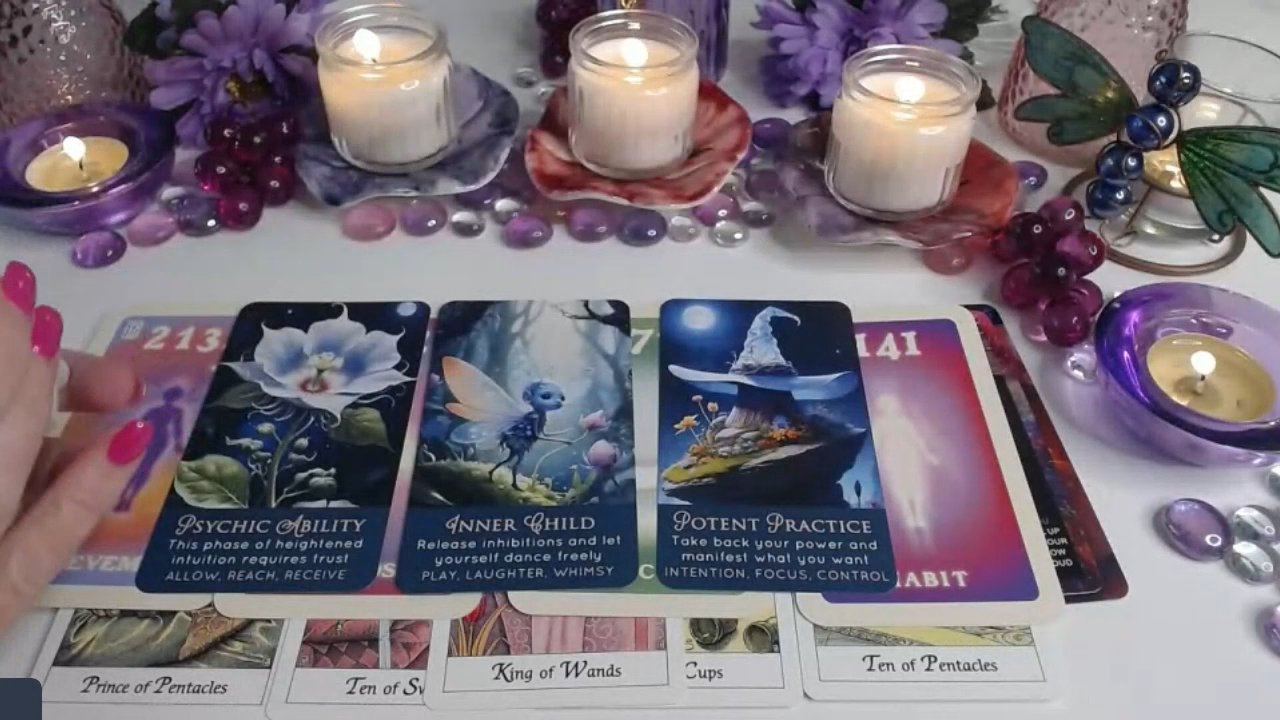 213
7
141
PSYCHIC ABILITY
This phase of heightened
intuition requires trust
ALLOW, REACH, RECEIVE
INNER CHILD
Release inhibitions and let
yourself dance freely
PLAY, LAUGHTER, WHIMSY
POTENT PRACTICE
Take back your power and
manifest what you want
INTENTION, FOCUS, CONTROL
HABIT
UP
Prince of Pentacles
Ten of
King of Wands
Cups
Ten of Pentacles